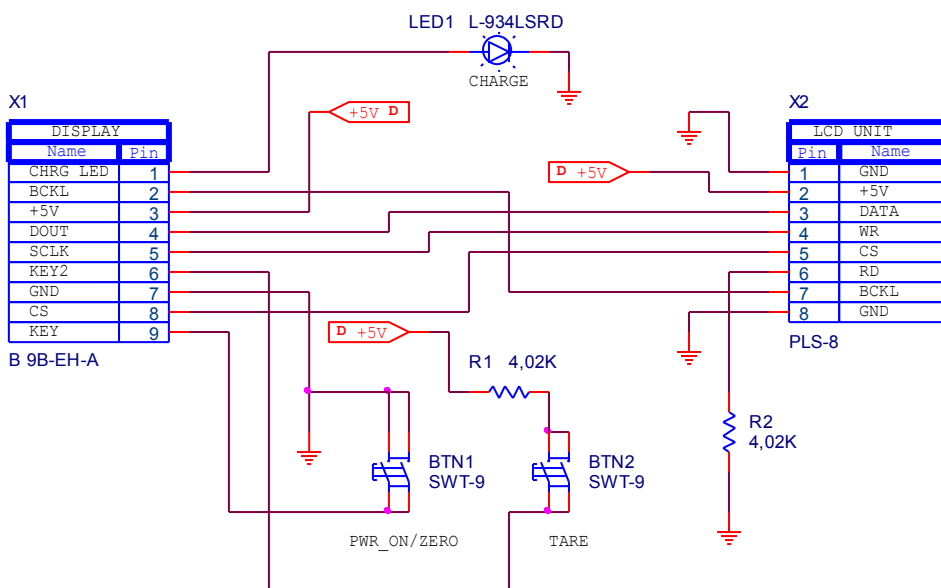 LED1 L-934LSRD
CHARGE
X1
DISPLAY
Name Pin
CHRG LED 1
BCKL 2
+5V 3
DOUT 4
SCLK 5
KEY2 6
GND 7
CS 8
KEY 9
B 9B-EH-A
+5V D
D +5V
X2
LCD UNIT
Pin Name
1 GND
2 +5V
3 DATA
4 WR
5 CS
6 RD
7 BCKL
8 GND
PLS-8
D +5V
R1 4,02K
R2
4,02K
BTN1
SWT-9
PWR_ON/ZERO
BTN2
SWT-9
TARE